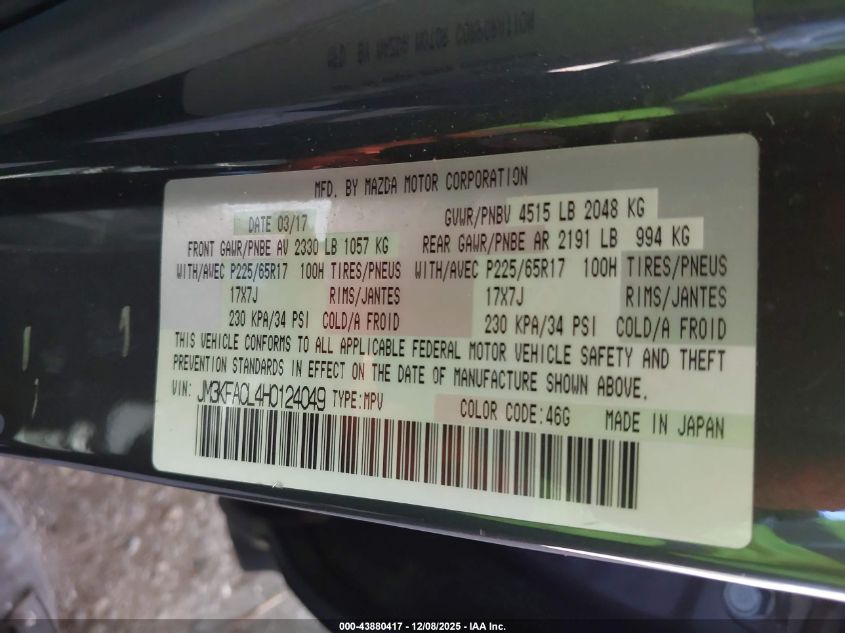 MFD. BY MAZDA MOTOR CORPORATION
DATE 03/17 GVWR/PNBV 4515 LB 2048 KG
FRONT GAWR/PNBE AV 2330 LB 1057 KG REAR GAWR/PNBE AR 2191 LB 994 KG
WITH/AVEC P225/65R17 100H TIRES/PNEUS WITH/AVEC P225/65R17 100H TIRES/PNEUS
17X7J RIMS/JANTES 17X7J RIMS/JANTES
230 KPA/34 PSI COLD/A FROID 230 KPA/34 PSI COLD/A FROID
THIS VEHICLE CONFORMS TO ALL APPLICABLE FEDERAL MOTOR VEHICLE SAFETY AND THEFT
PREVENTION STANDARDS IN EFFECT ON THE DATE OF MANUFACTURE SHOWN ABOVE.
VIN: JM3KFACL4H0124049 TYPE:MPV COLOR CODE:46G MADE IN JAPAN
000-43880417 - 12/08/2025 - IAA Inc.